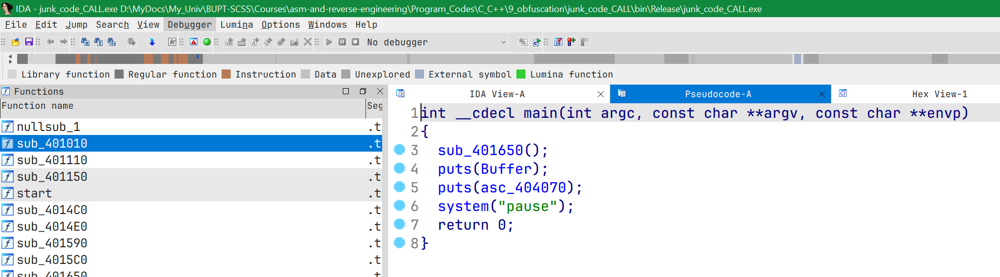 IDA - junk_code_CALL.exe D:\MyDocs\My_Univ\BUPT-SCSS\Courses\asm-and-reverse-engineering\Program_Codes\C_C++\9_obfuscation\junk_code_CALL\bin\Release\junk_code_CALL.exe
File Edit Jump Search View Debugger Lumina Options Windows Help
No debugger
Library function Regular function Instruction Data Unexplored External symbol Lumina function
Functions
Function name Seg
nullsub_1 .t
sub_401010 .t
sub_401110 .t
sub_401150 .t
start .t
sub_4014C0 .t
sub_4014E0 .t
sub_401590 .t
sub_4015C0 .t
sub_401650 .t
IDA View-A Pseudocode-A Hex View-1
1 int __cdecl main(int argc, const char **argv, const char **envp)
2 {
3 sub_401650();
4 puts(Buffer);
5 puts(asc_404070);
6 system("pause");
7 return 0;
8 }